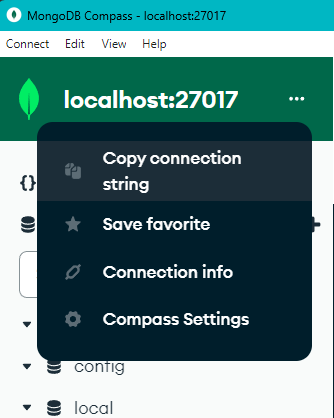 MongoDB Compass - localhost:27017
Connect Edit View Help
localhost:27017 ...
Copy connection
string
{}
Save favorite
+
Connection info
Compass Settings
config
local